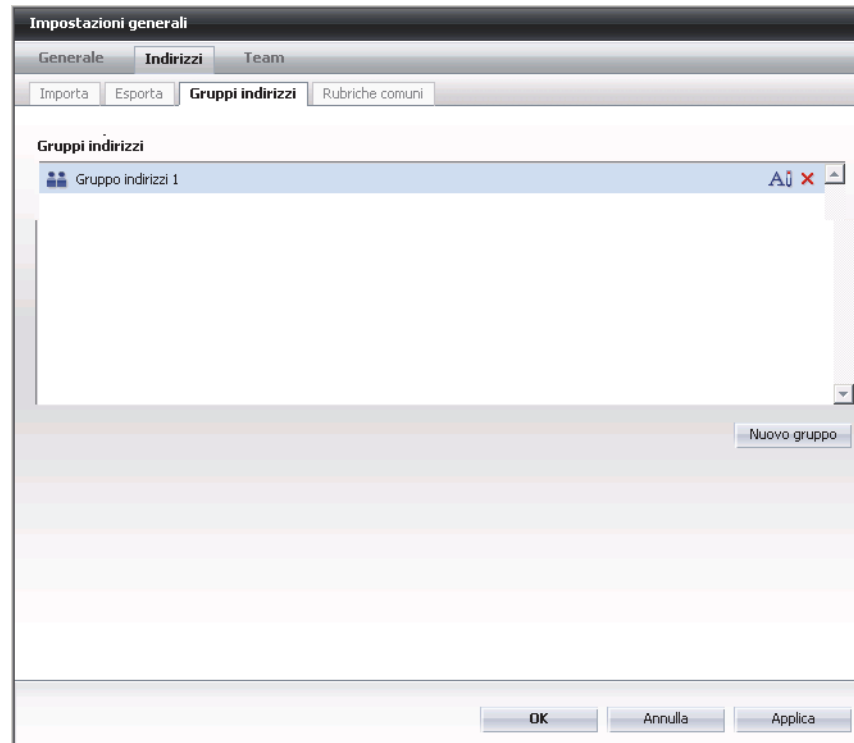 Impostazioni generali
Generale Indirizzi Team
Importa Esporta Gruppi indirizzi Rubriche comuni
Gruppi indirizzi
Gruppo indirizzi 1
Nuovo gruppo
OK Annulla Applica